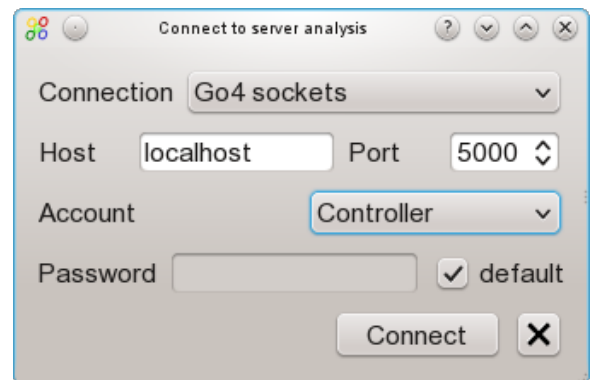 Connect to server analysis
Connection Go4 sockets
Host localhost Port 5000
Account Controller
Password default
Connect